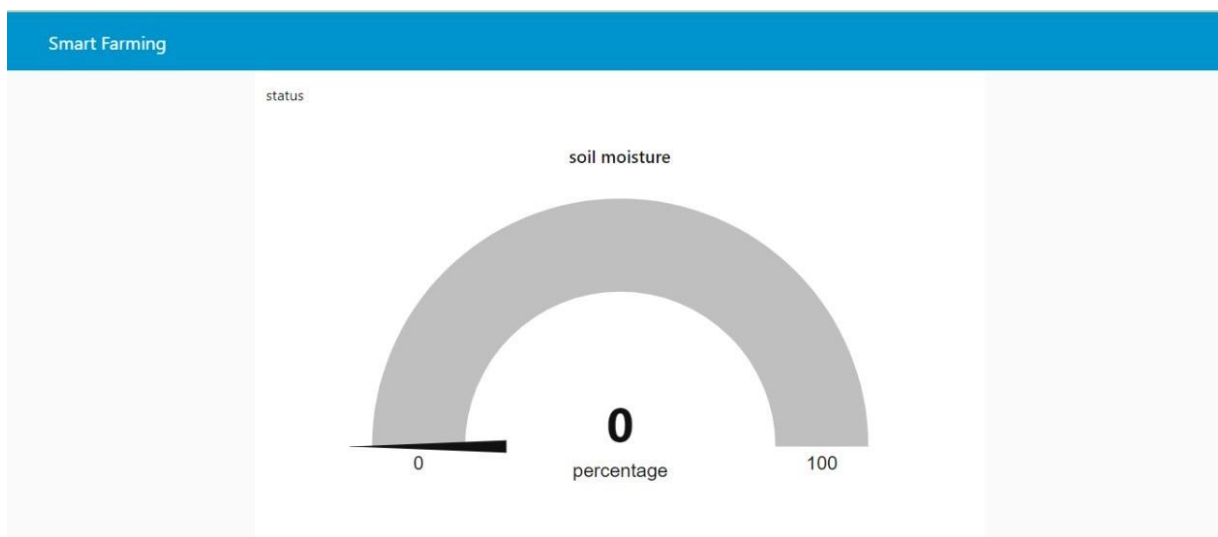 Smart Farming
status
soil moisture
0
0
percentage
100